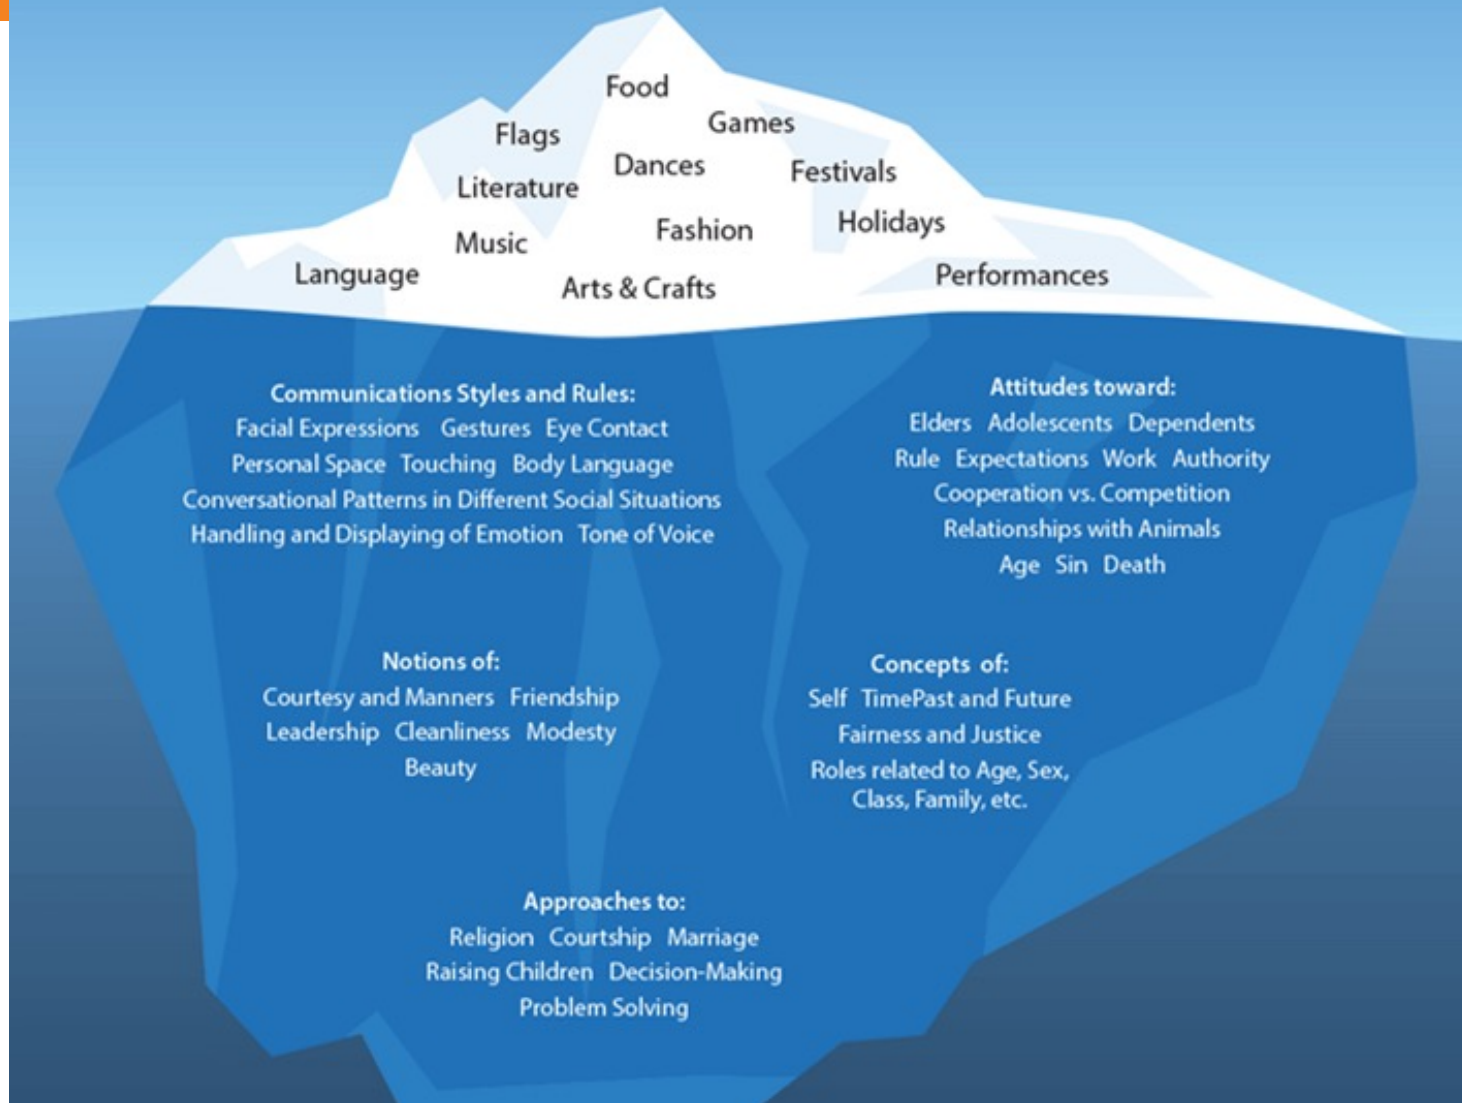 Food
Games
Flags
Dances
Festivals
Literature
Holidays
Fashion
Music
Language
Performances
Arts & Crafts
Communications Styles and Rules:
Facial Expressions Gestures Eye Contact
Personal Space Touching Body Language
Conversational Patterns in Different Social Situations
Handling and Displaying of Emotion Tone of Voice
Attitudes toward:
Elders Adolescents Dependents
Rule Expectations Work Authority
Cooperation vs. Competition
Relationships with Animals
Age Sin Death
Notions of:
Courtesy and Manners Friendship
Leadership Cleanliness Modesty
Beauty
Concepts of:
Self TimePast and Future
Fairness and Justice
Roles related to Age, Sex,
Class, Family, etc.
Approaches to:
Religion Courtship Marriage
Raising Children Decision-Making
Problem Solving